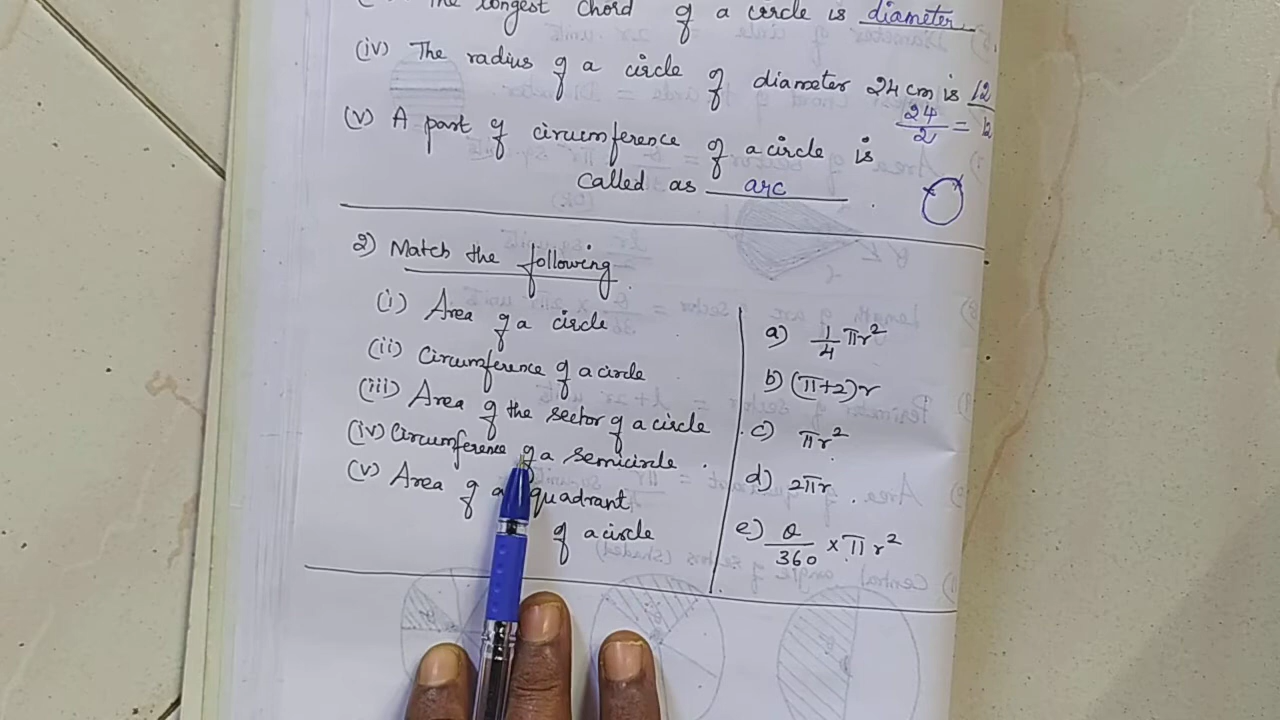 The longest chord of a circle is diameter.
(iv) The radius of a circle of diameter 24 cm is 12
24/2 = 12
(v) A part of circumference of a circle is
called as arc.
2) Match the following
(i) Area of a circle
a) 1/4 πr²
(ii) Circumference of a circle
b) (π+2)r
(iii) Area of the sector of a circle
c) πr²
(iv) Circumference of a semicircle.
d) 2πr.
(v) Area of a quadrant
of a circle
e) θ/360 × πr²